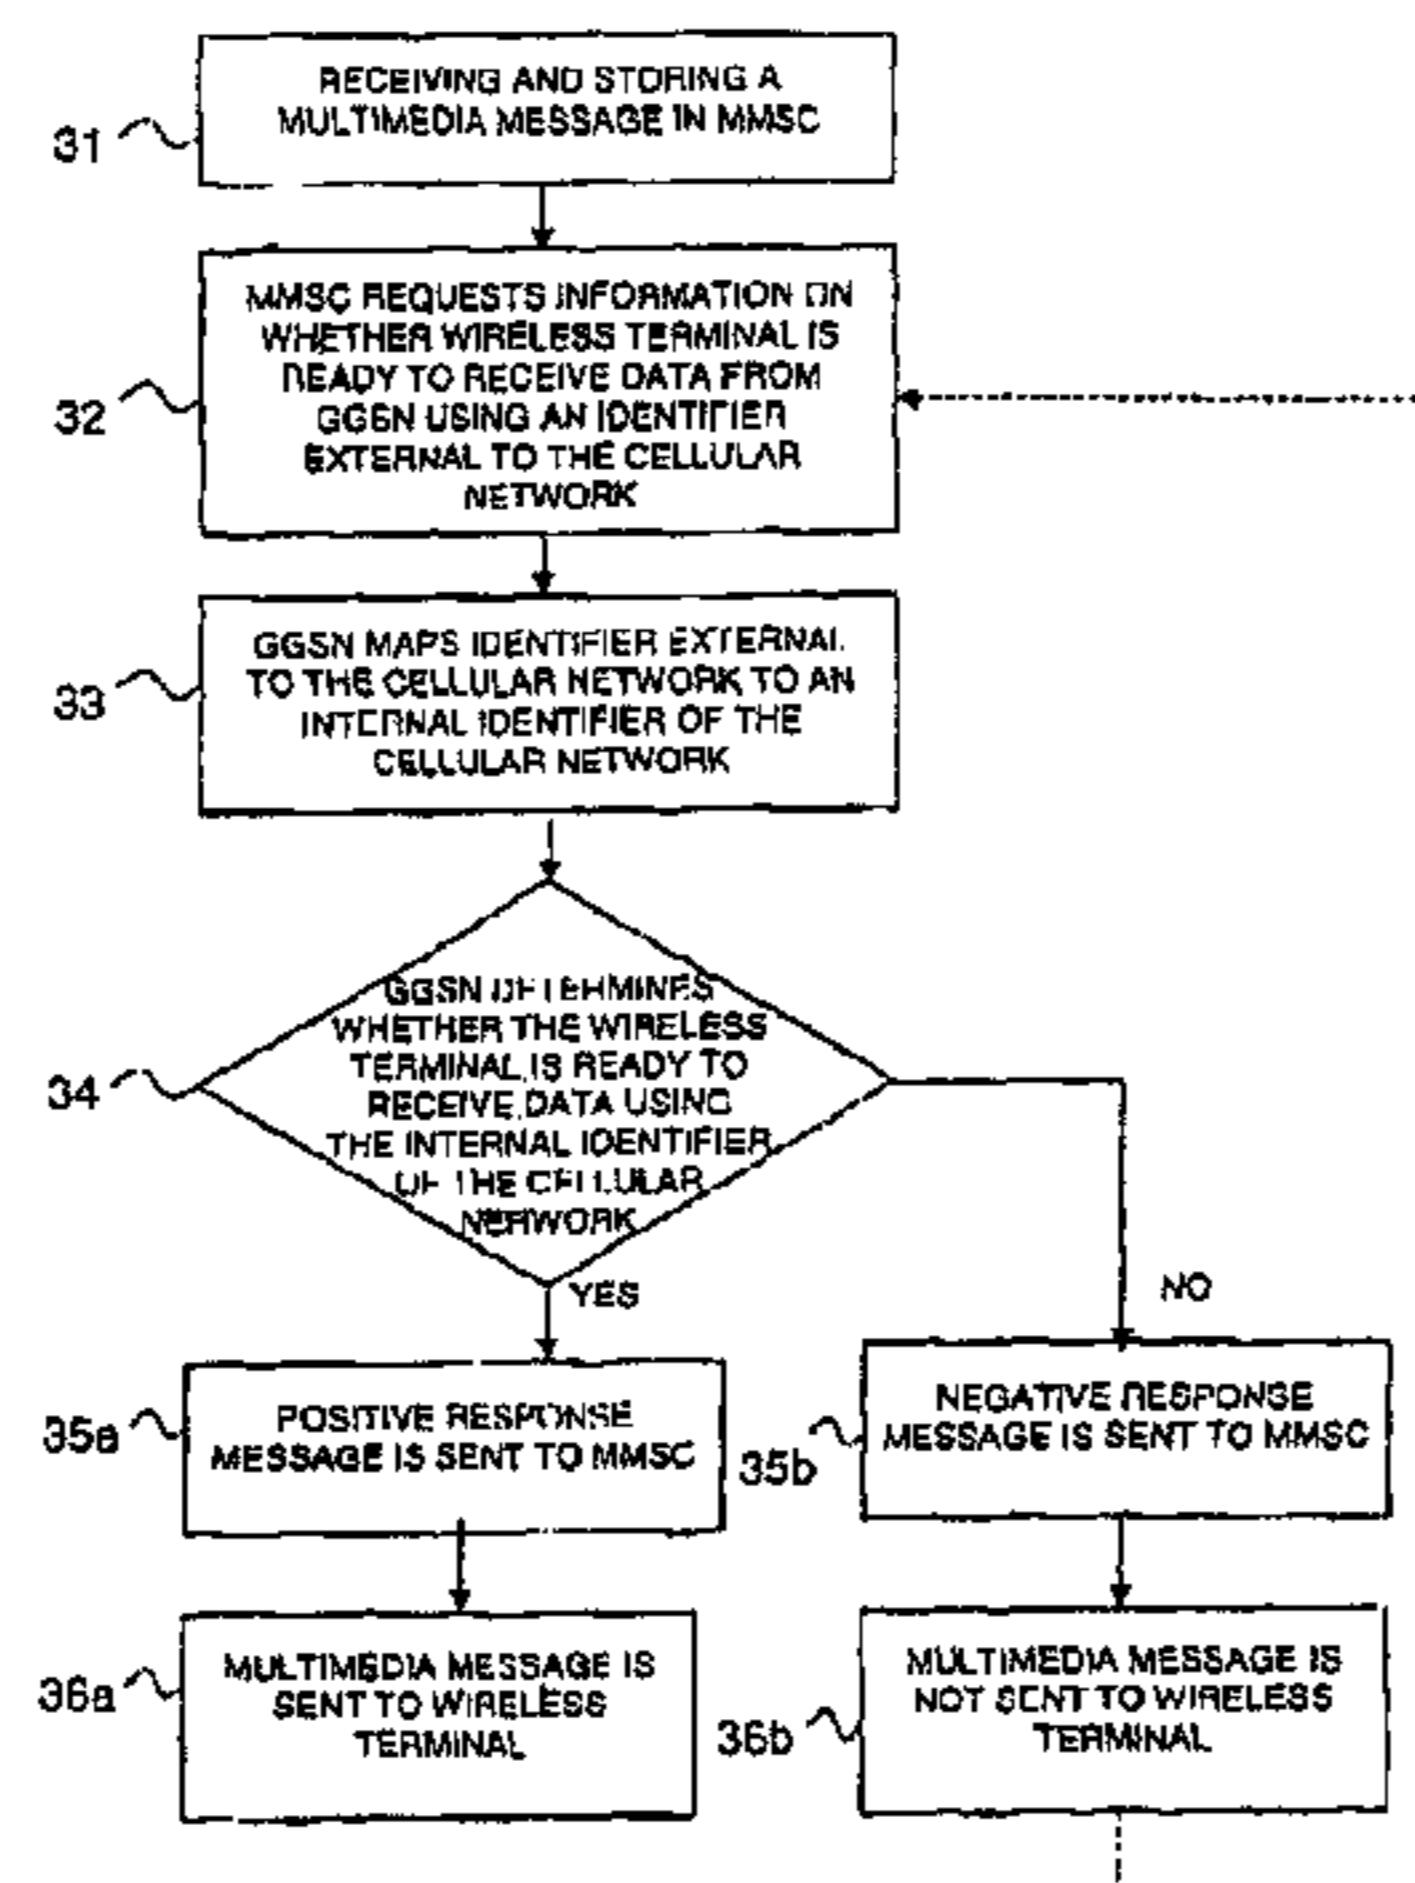 RECEIVING AND STORING A
MULTIMEDIA MESSAGE IN MMSC
31
MMSC REQUESTS INFORMATION ON
WHETHER WIRELESS TERMINAL IS
READY TO RECEIVE DATA FROM
GGSN USING AN IDENTIFIER
EXTERNAL TO THE CELLULAR
NETWORK
32
GGSN MAPS IDENTIFIER EXTERNAL
TO THE CELLULAR NETWORK TO AN
INTERNAL IDENTIFIER OF THE
CELLULAR NETWORK
33
GGSN DETERMINES
WHETHER THE WIRELESS
TERMINAL IS READY TO
RECEIVE DATA USING
THE INTERNAL IDENTIFIER
OF THE CELLULAR
NERWORK
34
YES
NO
POSITIVE RESPONSE
MESSAGE IS SENT TO MMSC
35a
NEGATIVE RESPONSE
MESSAGE IS SENT TO MMSC
35b
MULTIMEDIA MESSAGE IS
SENT TO WIRELESS
TERMINAL
36a
MULTIMEDIA MESSAGE IS
NOT SENT TO WIRELESS
TERMINAL
36b